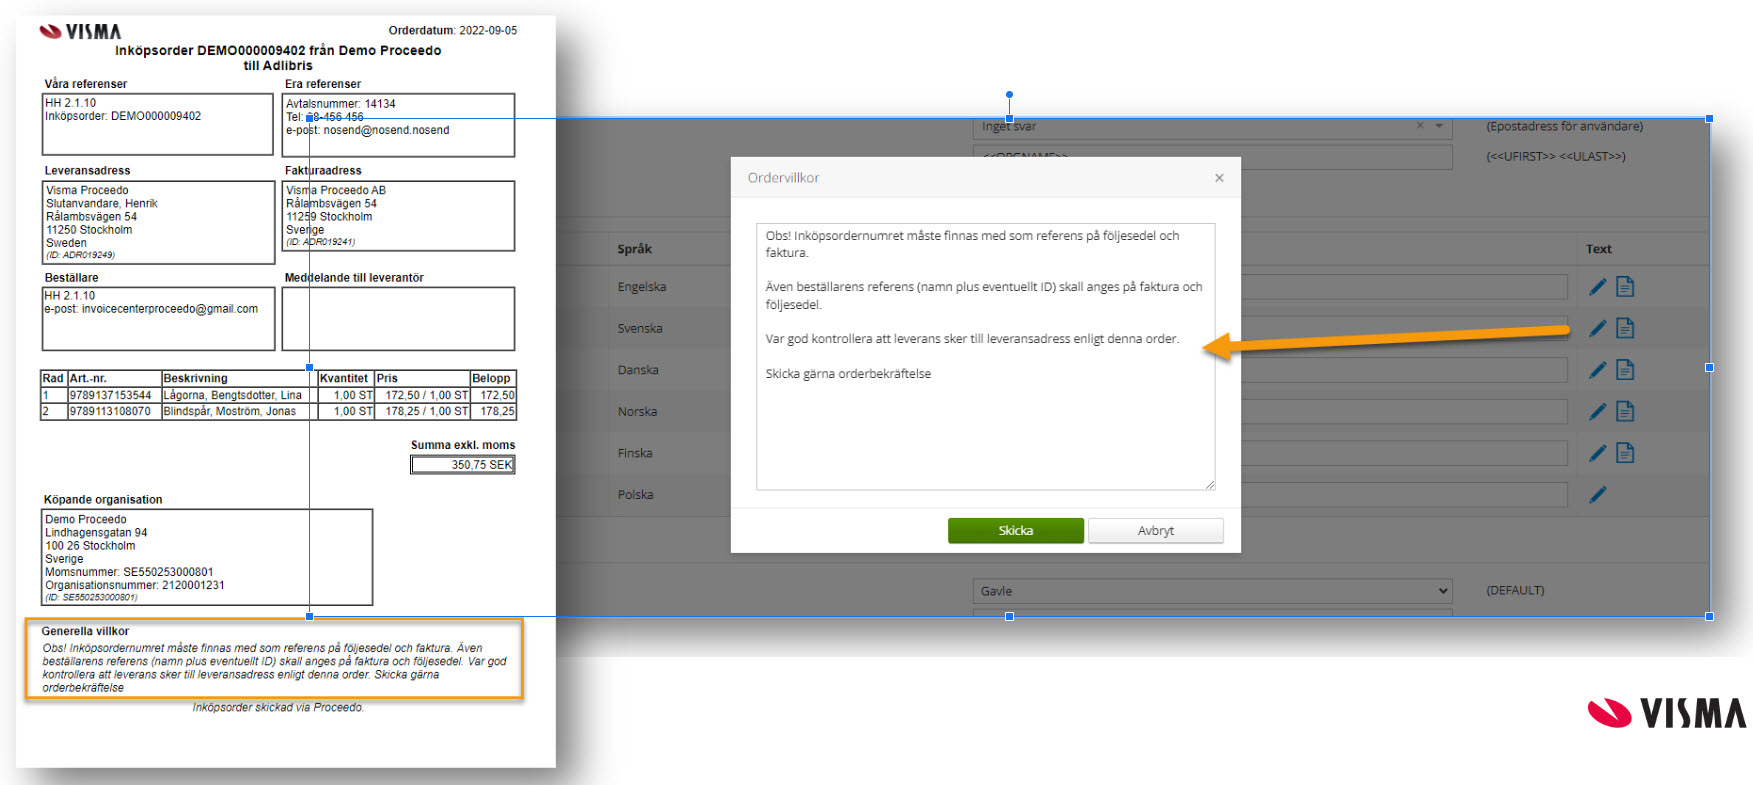 VISMA
Orderdatum: 2022-09-05
Inköpsorder DEMO000009402 från Demo Proceedo
till Adlibris
Våra referenser
HH 2.1.10
Inköpsorder: DEMO000009402
Era referenser
Avtalsnummer: 14134
Tel: 08-456 456
e-post: nosend@nosend.nosend
Leveransadress
Visma Proceedo
Slutanvandare, Henrik
Rålambsvägen 54
11250 Stockholm
Sweden
(ID: ADR019249)
Fakturaadress
Visma Proceedo AB
Rålambsvägen 54
11259 Stockholm
Sverige
(ID: ADR019241)
Beställare
HH 2.1.10
e-post: invoicecenterproceedo@gmail.com
Meddelande till leverantör
Rad Art.-nr. Beskrivning Kvantitet Pris Belopp
1 9789137153544 Lågorna, Bengtsdotter, Lina 1,00 ST 172,50 / 1,00 ST 172,50
2 9789113108070 Blindspår, Moström, Jonas 1,00 ST 178,25 / 1,00 ST 178,25
Summa exkl. moms
350,75 SEK
Köpande organisation
Demo Proceedo
Lindhagensgatan 94
100 26 Stockholm
Sverige
Momsnummer: SE550253000801
Organisationsnummer: 2120001231
(ID: SE550253000801)
Generella villkor
Obs! Inköpsordernumret måste finnas med som referens på följesedel och faktura. Även
beställarens referens (namn plus eventuellt ID) skall anges på faktura och följesedel. Var god
kontrollera att leverans sker till leveransadress enligt denna order. Skicka gärna
orderbekräftelse
Inköpsorder skickad via Proceedo.
Inget svar × (Epostadress för användare)
<<ORGNAME>> (<<UFIRST>> <<ULAST>>)
Ordervillkor ×
Obs! Inköpsordernumret måste finnas med som referens på följesedel och
faktura.
Även beställarens referens (namn plus eventuellt ID) skall anges på faktura och
följesedel.
Var god kontrollera att leverans sker till leveransadress enligt denna order.
Skicka gärna orderbekräftelse
Skicka Avbryt
Språk Text
Engelska
Svenska
Danska
Norska
Finska
Polska
Gavle (DEFAULT)
VISMA